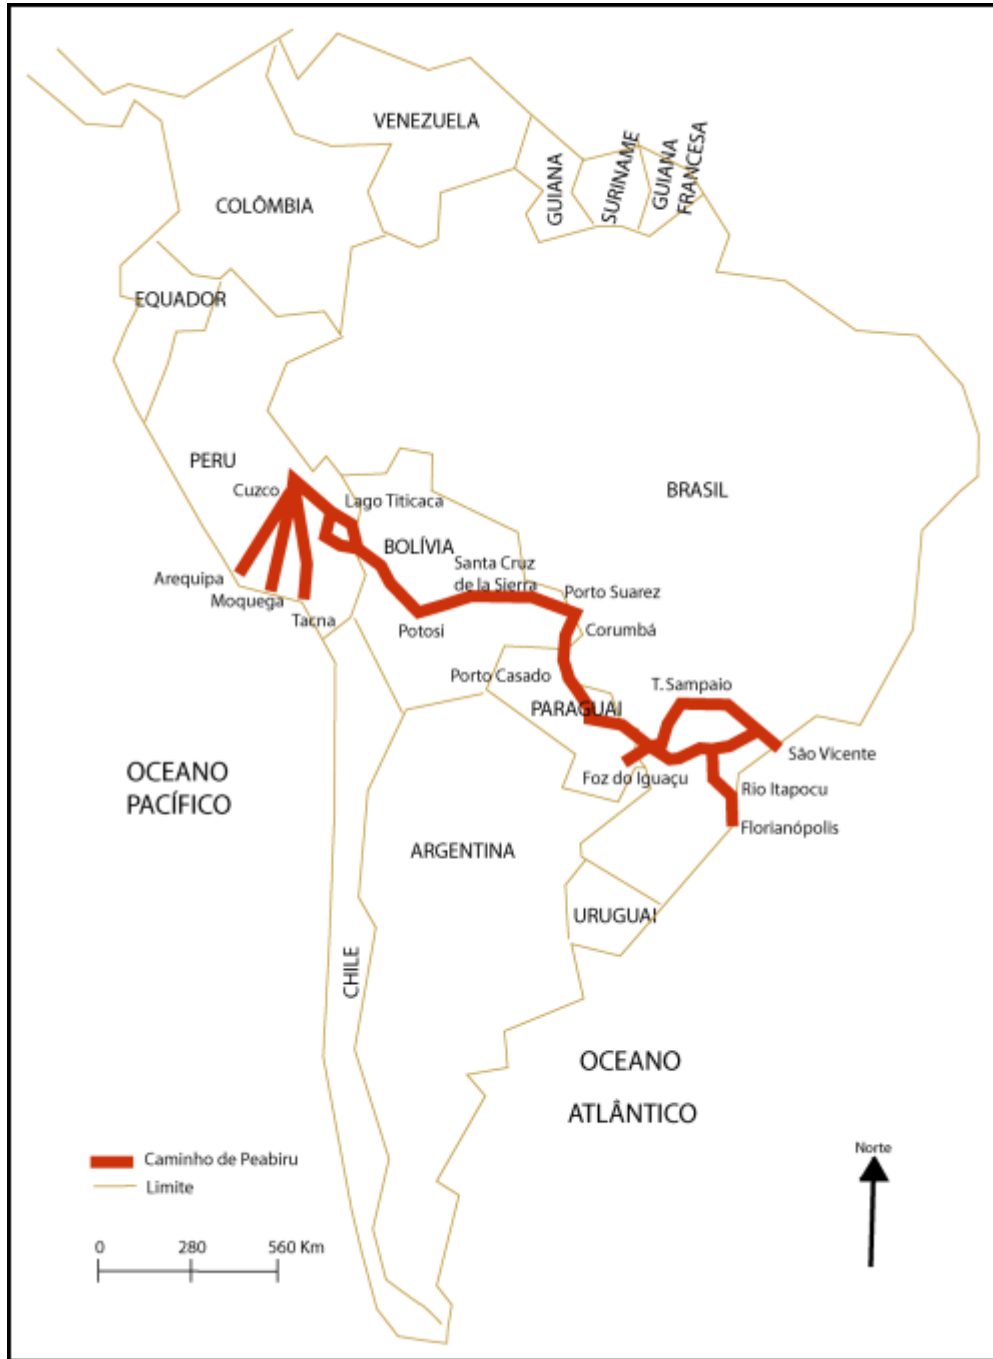 VENEZUELA
GUIANA
SURINAME
GUIANA
FRANCESA
COLÔMBIA
EQUADOR
PERU
Cuzco
Lago Titicaca
BRASIL
BOLÍVIA
Santa Cruz
de la Sierra
Arequipa
Moquega
Tacna
Porto Suarez
Potosi
Corumbá
Porto Casado
T. Sampaio
PARAGUAI
São Vicente
Foz do Iguaçu
Rio Itapocu
Florianópolis
OCEANO
PACÍFICO
ARGENTINA
URUGUAI
CHILE
OCEANO
ATLÂNTICO
Caminho de Peabiru
Limite
0 280 560 Km
Norte